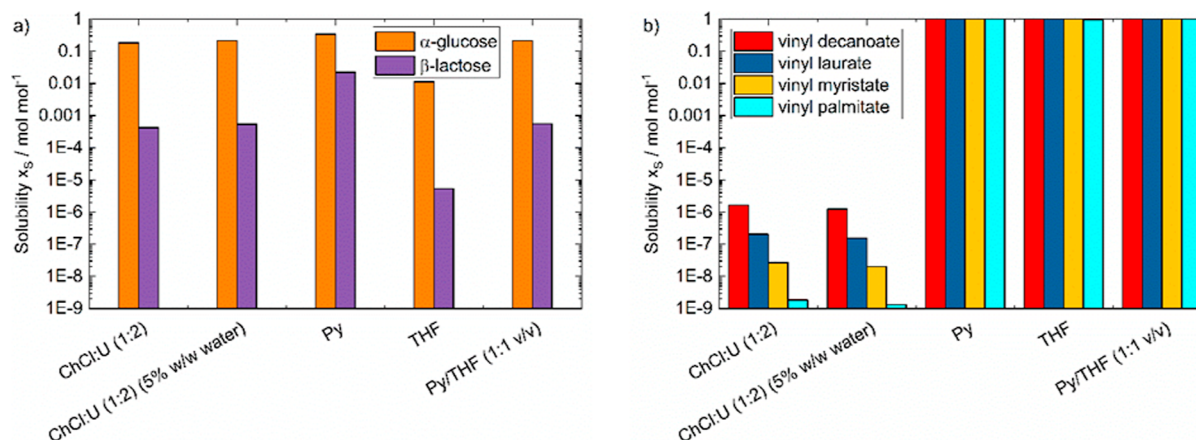 a)
Solubility xS / mol mol-1
1
0.1
0.01
0.001
1E-4
1E-5
1E-6
1E-7
1E-8
1E-9
α-glucose
β-lactose
ChCl:U (1:2)
ChCl:U (1:2) (5% w/w water)
Py
THF
Py/THF (1:1 v/v)
b)
Solubility xS / mol mol-1
1
0.1
0.01
0.001
1E-4
1E-5
1E-6
1E-7
1E-8
1E-9
vinyl decanoate
vinyl laurate
vinyl myristate
vinyl palmitate
ChCl:U (1:2)
ChCl:U (1:2) (5% w/w water)
Py
THF
Py/THF (1:1 v/v)